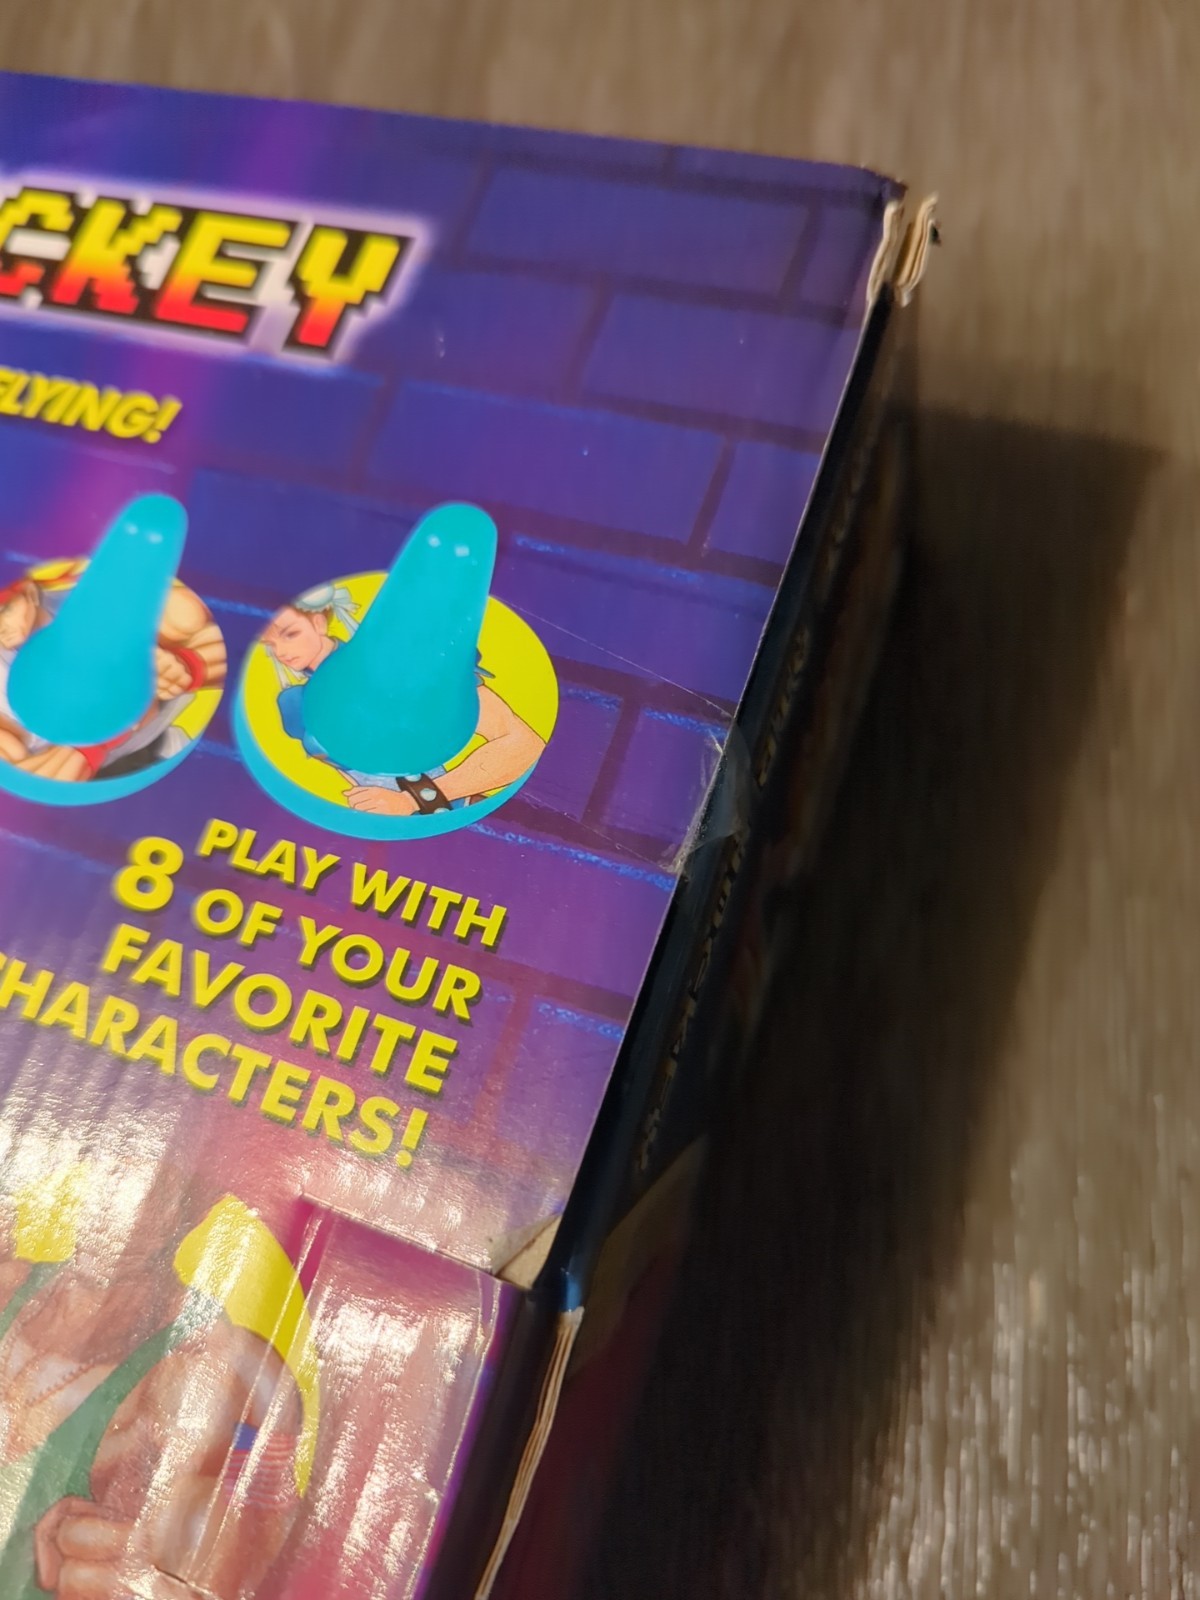 CKEY
FLYING!
PLAY WITH
8 OF YOUR
FAVORITE
CHARACTERS!